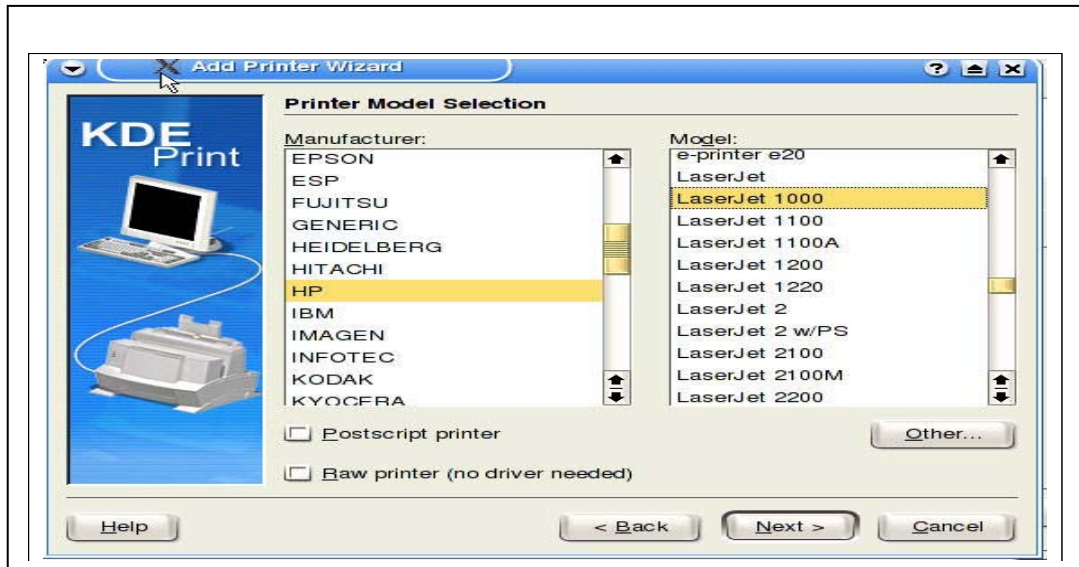 Add Printer Wizard
KDE
Print
Printer Model Selection
Manufacturer:
EPSON
ESP
FUJITSU
GENERIC
HEIDELBERG
HITACHI
HP
IBM
IMAGEN
INFOTEC
KODAK
KYOCERA
Model:
e-printer e20
LaserJet
LaserJet 1000
LaserJet 1100
LaserJet 1100A
LaserJet 1200
LaserJet 1220
LaserJet 2
LaserJet 2 w/PS
LaserJet 2100
LaserJet 2100M
LaserJet 2200
Postscript printer
Other...
Raw printer (no driver needed)
Help
< Back
Next >
Cancel